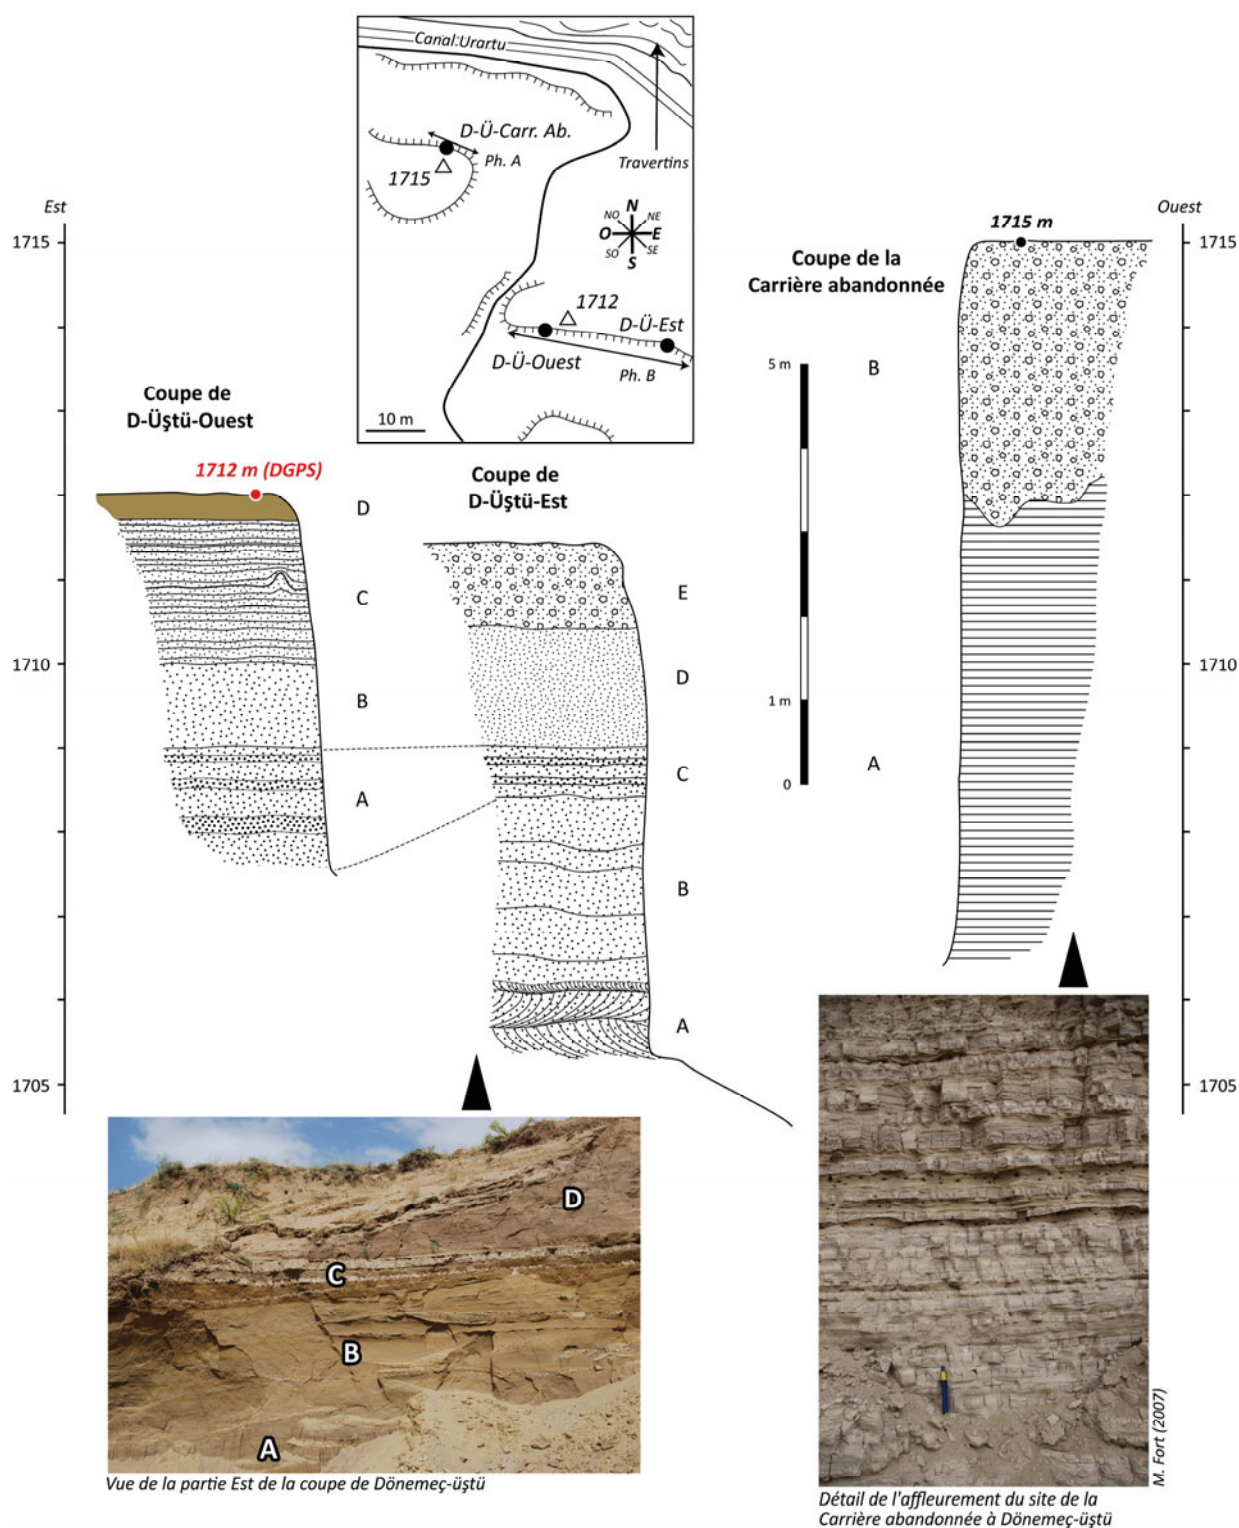 Canal Urartu
D-Ü-Carr. Ab.
Ph. A
1715
Travertins
N
NO
NE
O
E
SO
SE
S
1712
D-Ü-Est
D-Ü-Ouest
Ph. B
10 m
Est
1715
1710
1705
Coupe de
D-Üştü-Ouest
1712 m (DGPS)
D
C
B
A
Coupe de
D-Üştü-Est
E
D
C
B
A
Coupe de la
Carrière abandonnée
5 m
1 m
0
B
A
1715 m
Ouest
1715
1710
1705
D
C
B
A
Vue de la partie Est de la coupe de Dönemeç-üştü
M. Fort (2007)
Détail de l'affleurement du site de la
Carrière abandonnée à Dönemeç-üştü